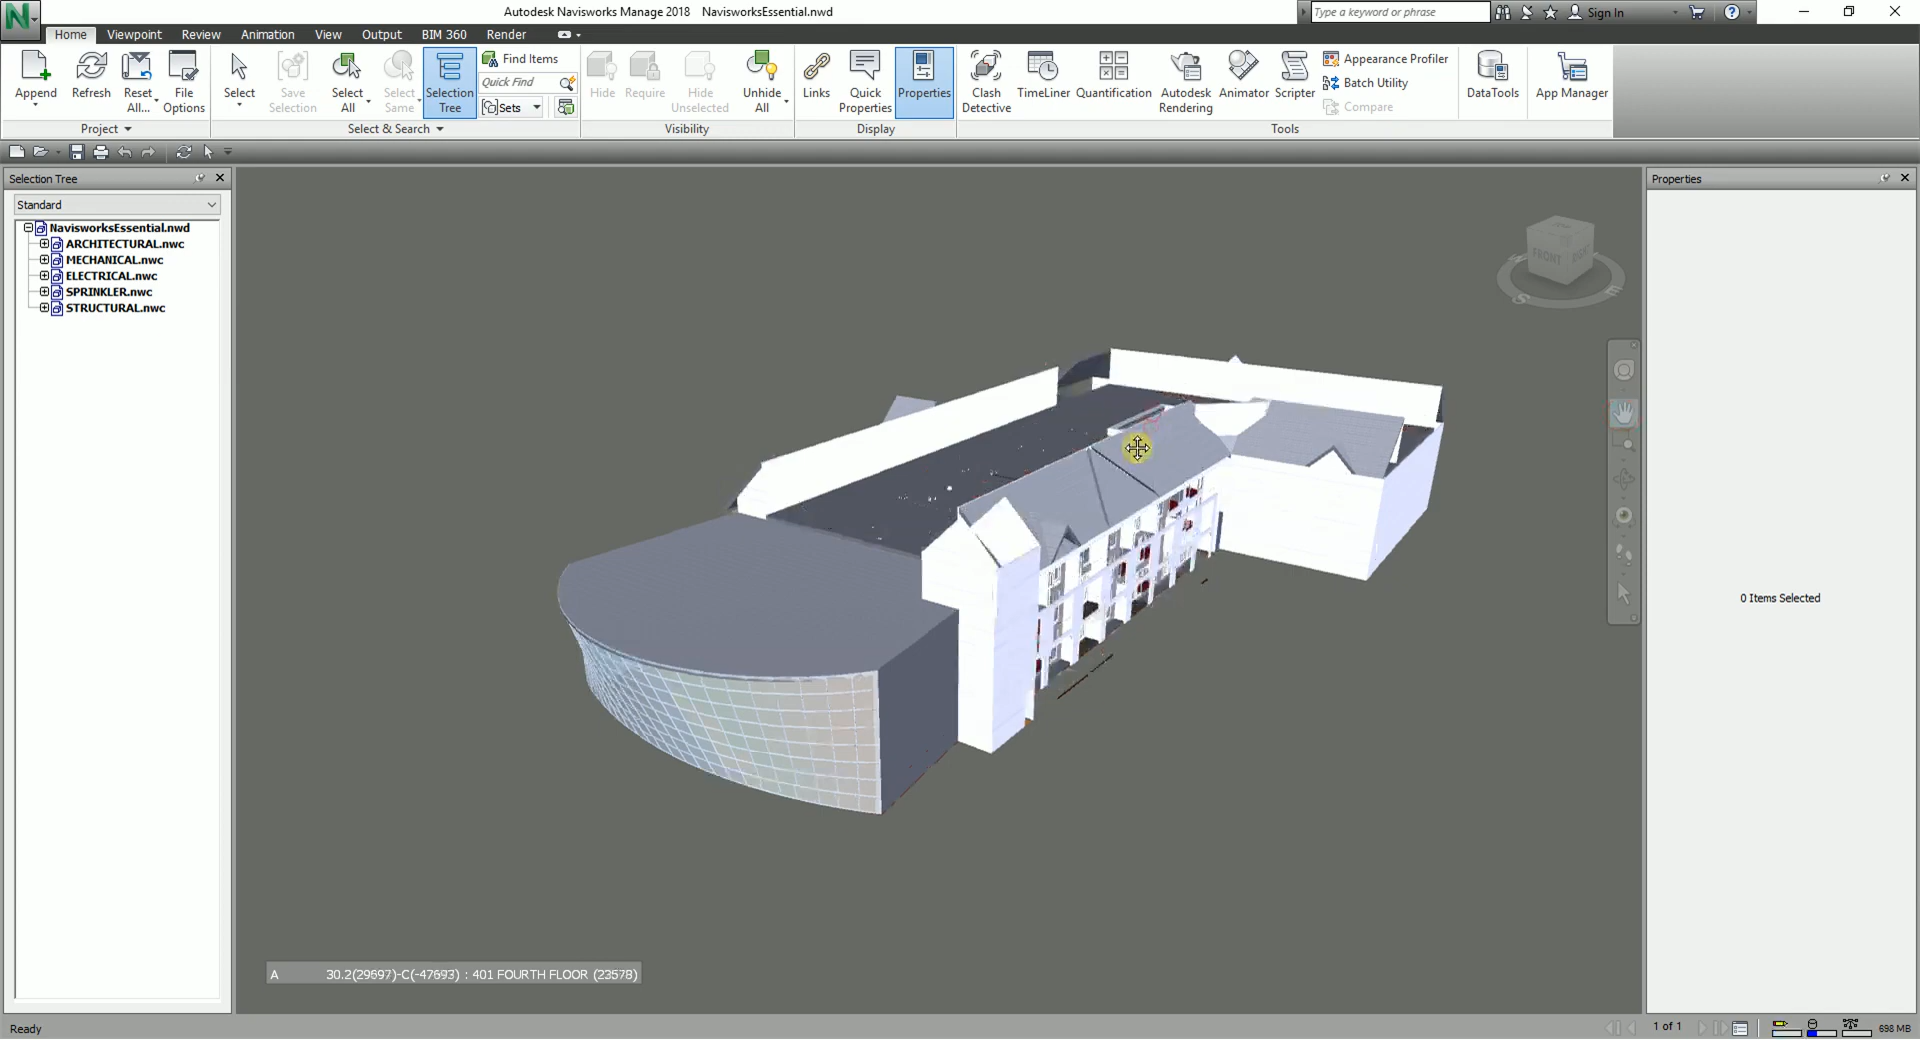 Autodesk Navisworks Manage 2018 NavisworksEssential.nwd
Type a keyword or phrase
Sign In
Home Viewpoint Review Animation View Output BIM 360 Render
Append
Refresh
Reset All...
File Options
Project
Select
Save Selection
Select All
Select Same
Selection Tree
Find Items
Quick Find
Sets
Select & Search
Hide
Require
Hide Unselected
Unhide All
Visibility
Links
Quick Properties
Properties
Display
Clash Detective
TimeLiner
Quantification
Autodesk Rendering
Animator
Scripter
Appearance Profiler
Batch Utility
Compare
Tools
DataTools
App Manager
Selection Tree
Standard
NavisworksEssential.nwd
ARCHITECTURAL.nwc
MECHANICAL.nwc
ELECTRICAL.nwc
SPRINKLER.nwc
STRUCTURAL.nwc
FRONT
S
E
A 30.2(29697)-C(-47693) : 401 FOURTH FLOOR (23578)
Properties
0 Items Selected
Ready
1 of 1
698 MB